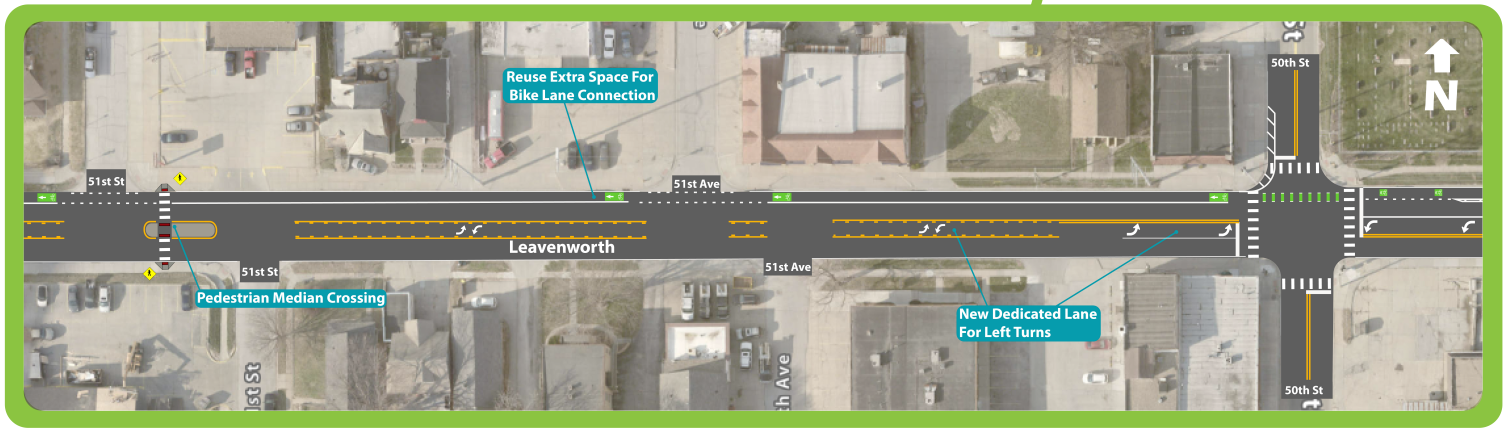 50th St
N
Reuse Extra Space For
Bike Lane Connection
51st St
51st Ave
Leavenworth
51st St
51st Ave
Pedestrian Median Crossing
New Dedicated Lane
For Left Turns
50th St